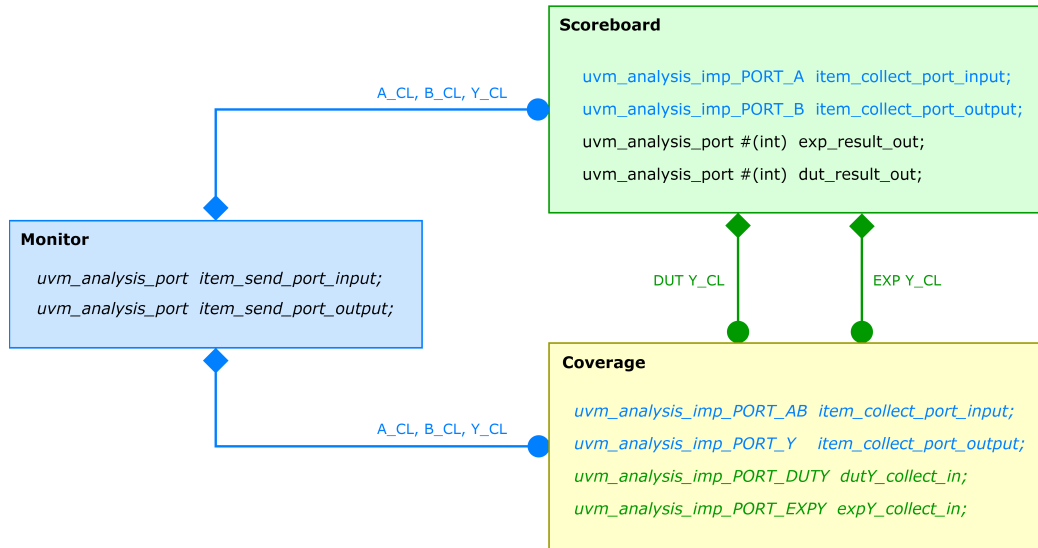 Scoreboard
uvm_analysis_imp_PORT_A item_collect_port_input;
uvm_analysis_imp_PORT_B item_collect_port_output;
uvm_analysis_port #(int) exp_result_out;
uvm_analysis_port #(int) dut_result_out;
A_CL, B_CL, Y_CL
Monitor
uvm_analysis_port item_send_port_input;
uvm_analysis_port item_send_port_output;
DUT Y_CL
EXP Y_CL
A_CL, B_CL, Y_CL
Coverage
uvm_analysis_imp_PORT_AB item_collect_port_input;
uvm_analysis_imp_PORT_Y item_collect_port_output;
uvm_analysis_imp_PORT_DUTY dutY_collect_in;
uvm_analysis_imp_PORT_EXPY expY_collect_in;